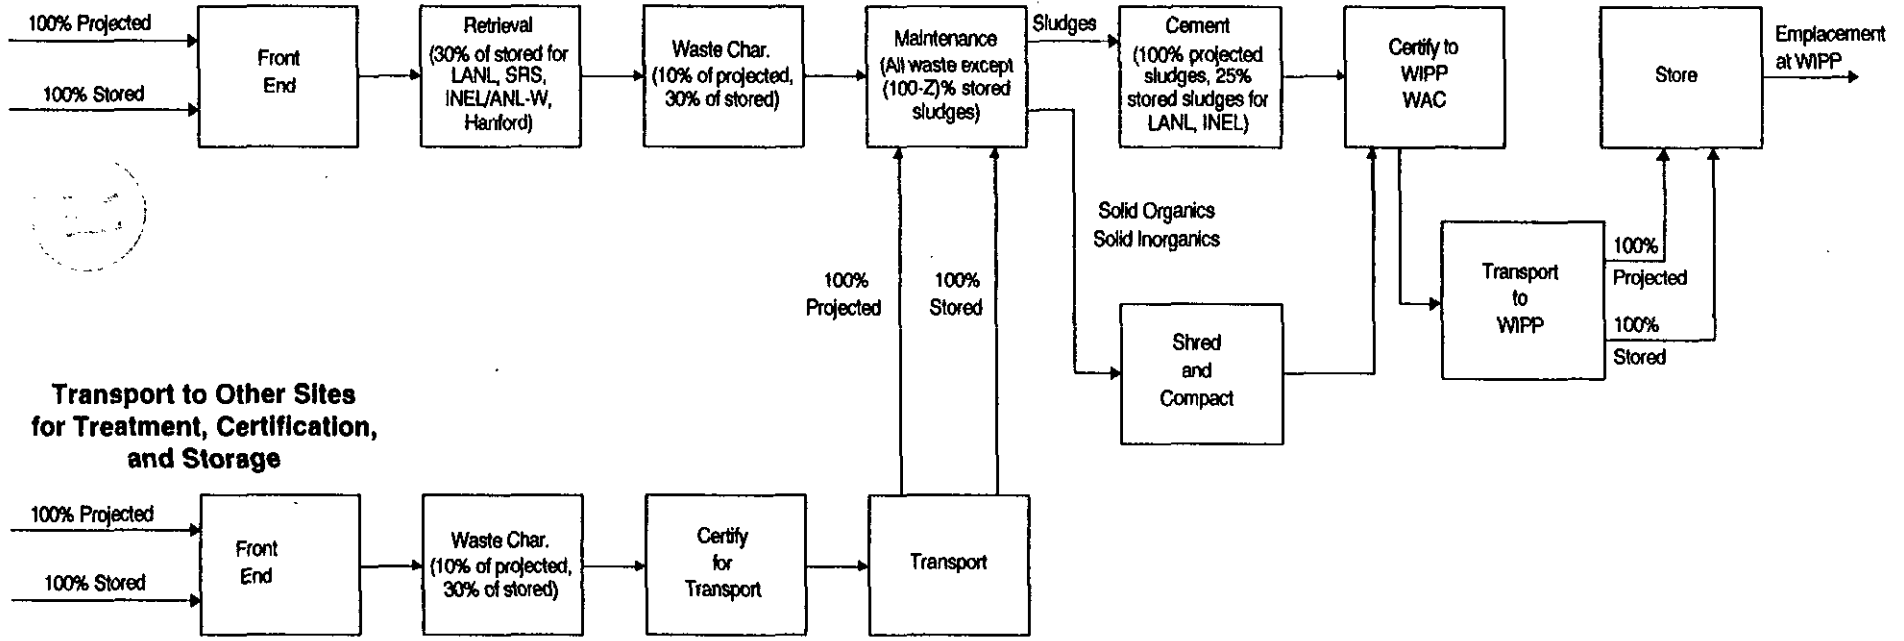 100% Projected
100% Stored
Front
End
Retrieval
(30% of stored for
LANL, SRS,
INEL/ANL-W,
Hanford)
Waste Char.
(10% of projected,
30% of stored)
Maintenance
(All waste except
(100-Z)% stored
sludges)
Sludges
Cement
(100% projected
sludges, 25%
stored sludges for
LANL, INEL)
Certify to
WIPP
WAC
Store
Emplacement
at WIPP
Solid Organics
Solid Inorganics
100%
Projected
100%
Stored
Shred
and
Compact
Transport
to
WIPP
100%
Projected
100%
Stored
Transport to Other Sites
for Treatment, Certification,
and Storage
100% Projected
100% Stored
Front
End
Waste Char.
(10% of projected,
30% of stored)
Certify
for
Transport
Transport